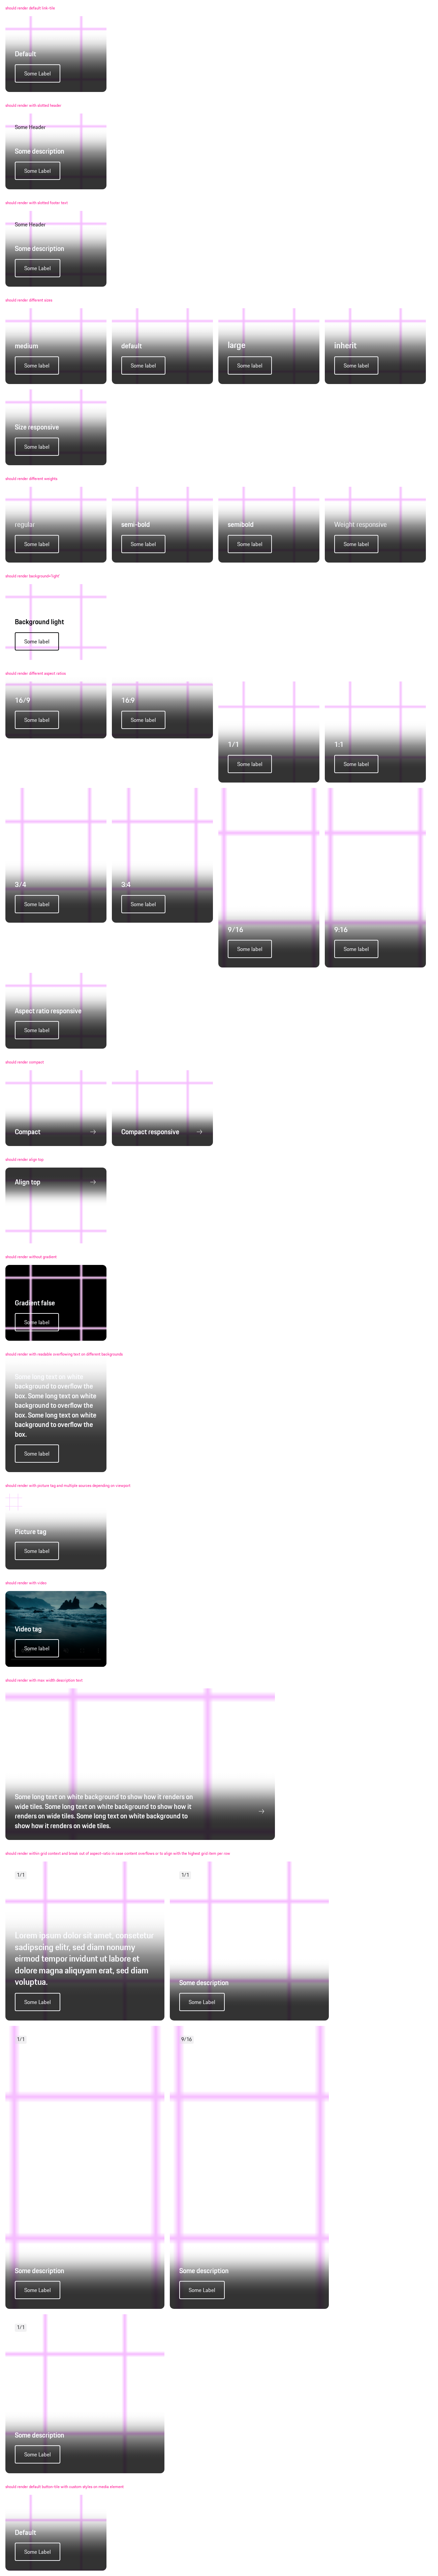 should render default link-tile
Default
Some Label
should render with slotted header
Some Header
Some description
Some Label
should render with slotted footer text
Some Header
Some description
Some Label
should render different sizes
medium
default
large
inherit
Some label
Some label
Some label
Some label
Size responsive
Some label
should render different weights
regular
semi-bold
semibold
Weight responsive
Some label
Some label
Some label
Some label
should render background-light
Background light
Some label
should render different aspect ratios
16/9
16:9
Some label
Some label
1/1
1:1
Some label
Some label
3/4
3:4
Some label
Some label
9/16
9:16
Some label
Some label
Aspect ratio responsive
Some label
should render compact
Compact
Compact responsive
should render align top
Align top
should render without gradient
Gradient false
Some label
should render with readable overflowing text on different backgrounds
Some long text on white
background to overflow the
box. Some long text on white
background to overflow the
box. Some long text on white
background to overflow the
box.
Some label
should render with picture tag and multiple sources depending on viewport
Picture tag
Some label
should render with video
Video tag
Some label
should render with max width description text
Some long text on white background to show how it renders on
wide tiles. Some long text on white background to show how it
renders on wide tiles. Some long text on white background to
show how it renders on wide tiles.
should render within grid context and break out of aspect ratio in case content overflows or to align with the highest grid item per row
1/1
1/1
Lorem ipsum dolor sit amet, consetetur
sadipscing elitr, sed diam nonumy
eirmod tempor invidunt ut labore et
dolore magna aliquyam erat, sed diam
voluptua.
Some Label
Some description
Some Label
1/1
9/16
Some description
Some description
Some Label
Some Label
1/1
Some description
Some Label
should render default button-tile with custom styles on media element
Default
Some Label